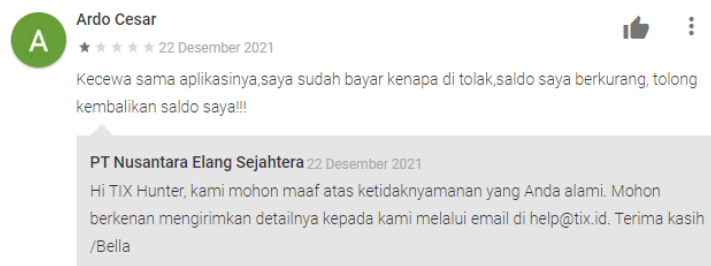 A
Ardo Cesar
22 Desember 2021
Kecewa sama aplikasinya,saya sudah bayar kenapa di tolak,saldo saya berkurang, tolong
kembalikan saldo saya!!!
PT Nusantara Elang Sejahtera 22 Desember 2021
Hi TIX Hunter, kami mohon maaf atas ketidaknyamanan yang Anda alami. Mohon
berkenan mengirimkan detailnya kepada kami melalui email di help@tix.id. Terima kasih
/Bella